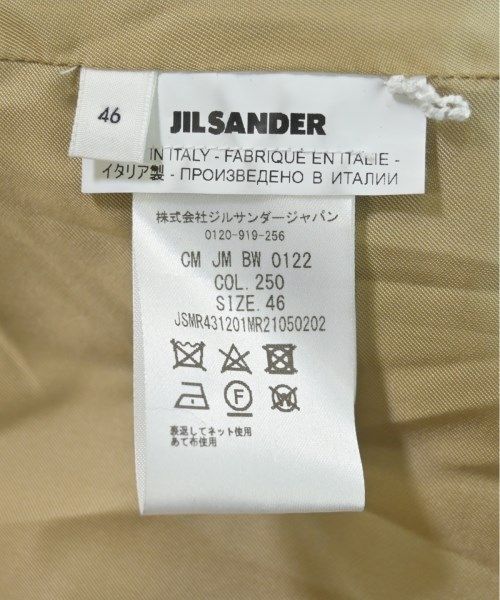 46
JIL SANDER
IN ITALY - FABRIQUÉ EN ITALIE -
イタリア製 - ПРОИЗВЕДЕНО В ИТАЛИИ
株式会社ジルサンダージャパン
0120-919-256
CM JM BW 0122
COL. 250
SIZE. 46
JSMR431201MR21050202
F
W
裏返してネット使用
あて布使用